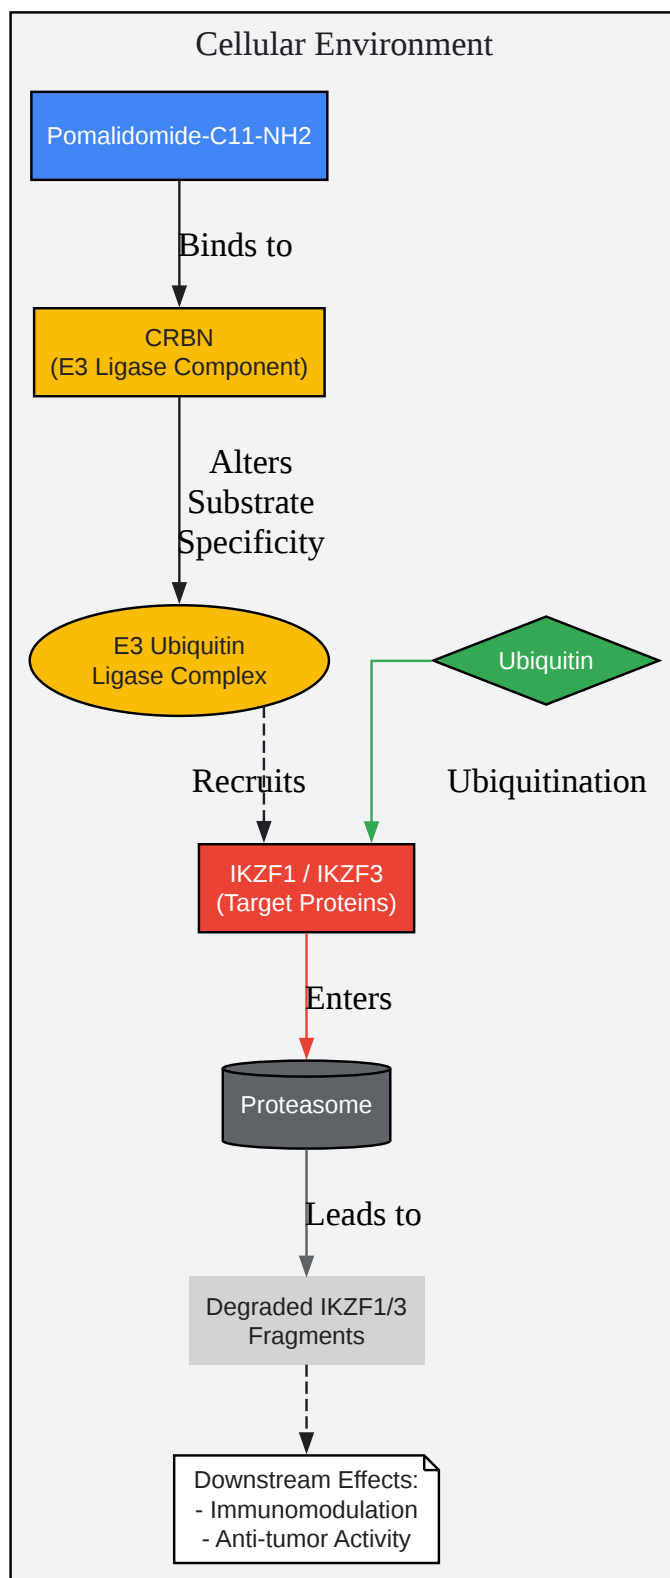 Cellular Environment
Pomalidomide-C11-NH2
Binds to
CRBN
(E3 Ligase Component)
Alters
Substrate
Specificity
E3 Ubiquitin
Ligase Complex
Ubiquitin
Recruits
Ubiquitination
IKZF1 / IKZF3
(Target Proteins)
Enters
Proteasome
Leads to
Degraded IKZF1/3
Fragments
Downstream Effects:
- Immunomodulation
- Anti-tumor Activity